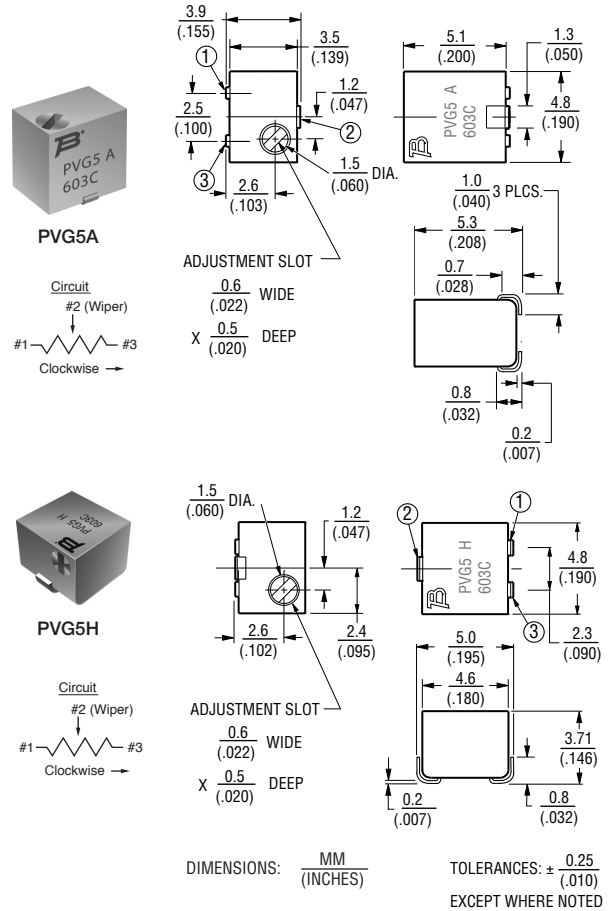 3.9
(.155)
3.5
(.139)
1
2.5
(.100)
1.2
(.047)
2
3
1.5
(.060) DIA.
2.6
(.103)
5.1
(.200)
1.3
(.050)
PVG5 A
603C
4.8
(.190)
PVG5 A
603C
PVG5A
ADJUSTMENT SLOT
0.6
(.022) WIDE
X 0.5
(.020) DEEP
1.0
(.040) 3 PLCS.
5.3
(.208)
0.7
(.028)
0.8
(.032)
0.2
(.007)
Circuit
#2 (Wiper)
#1 #3
Clockwise →
PVG5 H
603C
PVG5H
1.5
(.060) DIA.
1.2
(.047)
2.6
(.102)
2.4
(.095)
2
1
PVG5 H
603C
4.8
(.190)
3
2.3
(.090)
ADJUSTMENT SLOT
0.6
(.022) WIDE
X 0.5
(.020) DEEP
5.0
(.195)
4.6
(.180)
3.71
(.146)
0.2
(.007)
0.8
(.032)
Circuit
#2 (Wiper)
#1 #3
Clockwise →
DIMENSIONS: MM
(INCHES)
TOLERANCES: ± 0.25
(.010)
EXCEPT WHERE NOTED